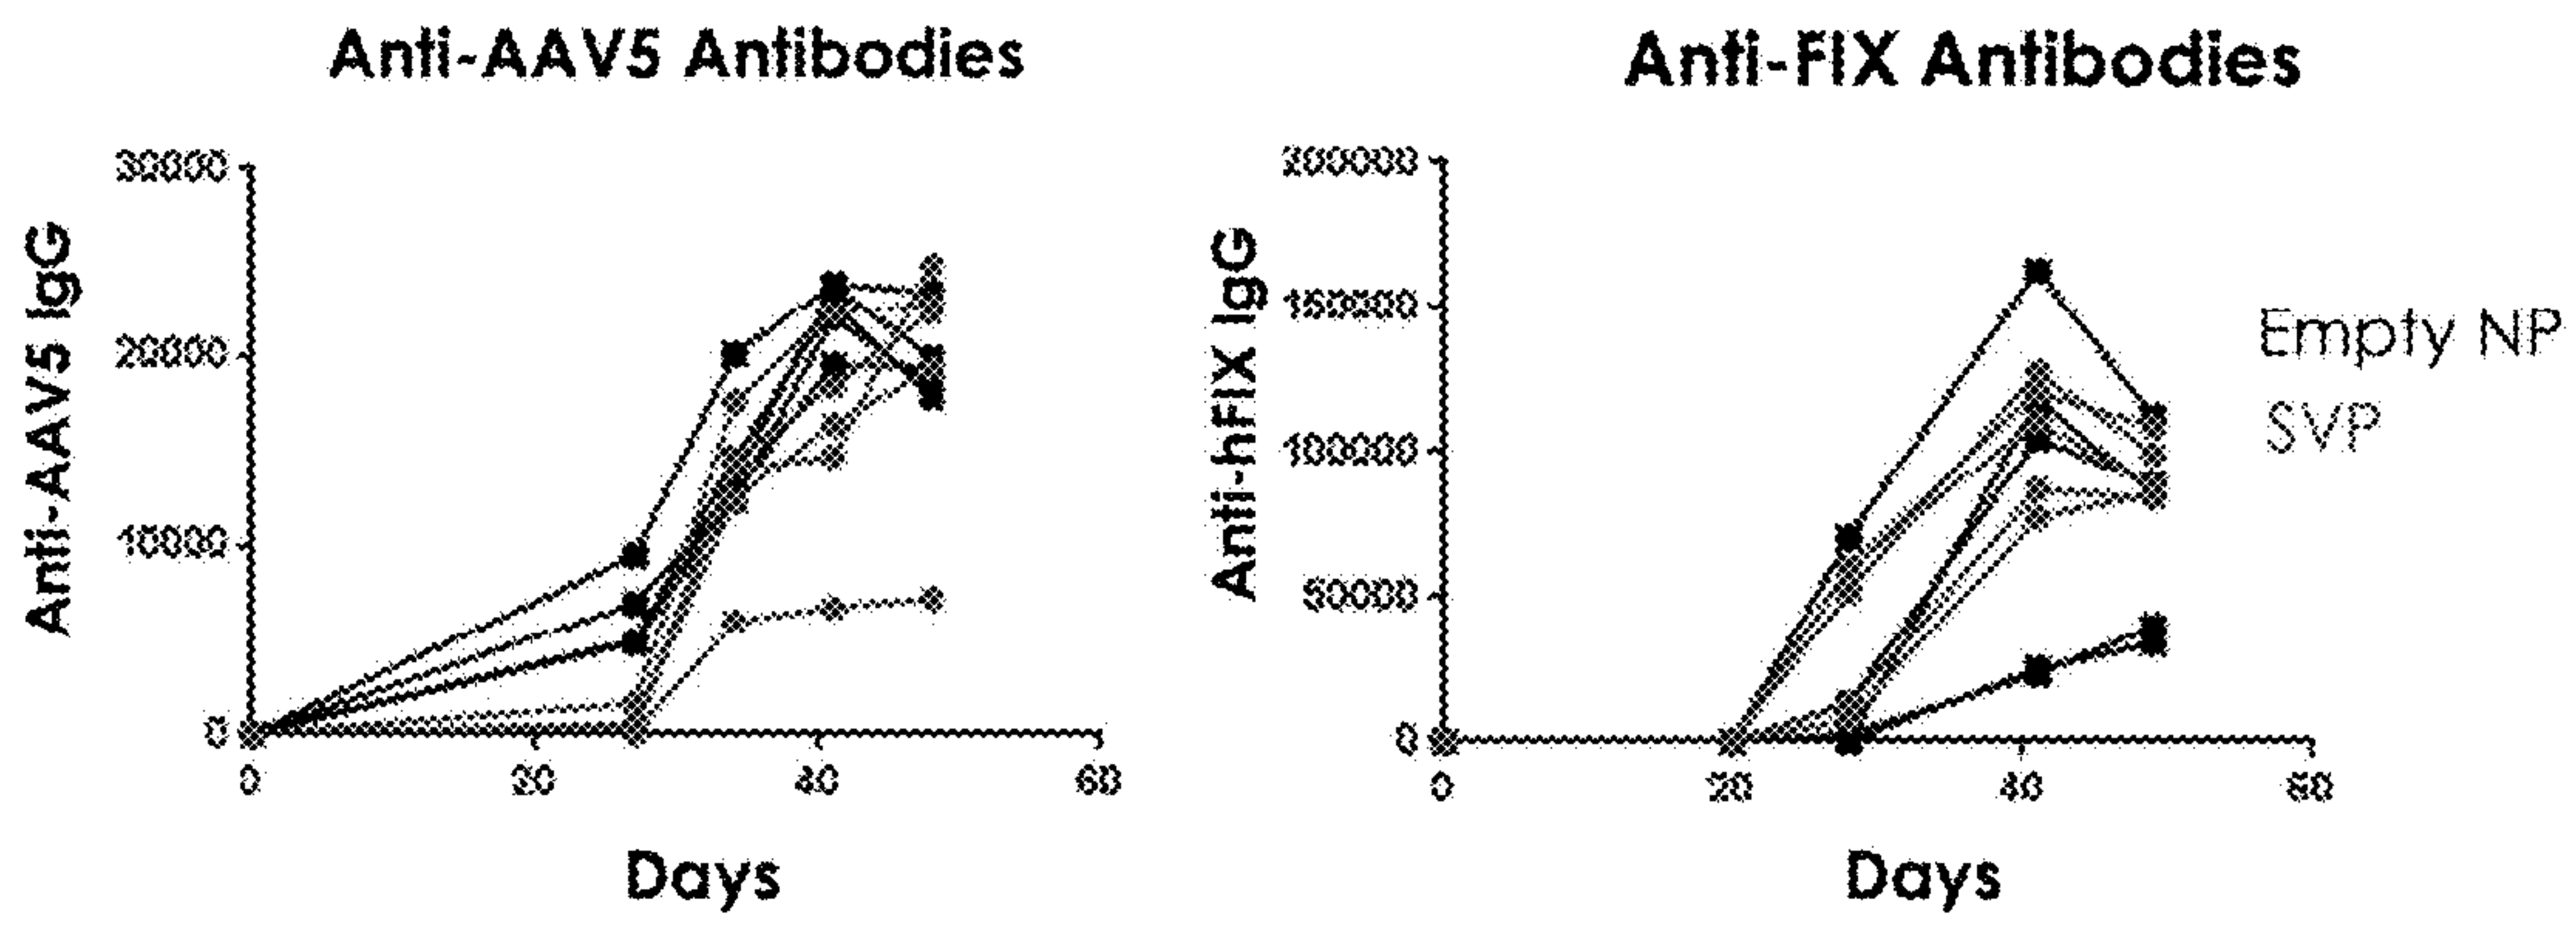 Anti-AAV5 Antibodies
Anti-AAV5 IgG
30000
20000
10000
0
0 20 40 60
Days
Anti-FIX Antibodies
Anti-hFIX IgG
200000
150000
100000
50000
0
0 20 40 60
Days
Empty NP
SVP